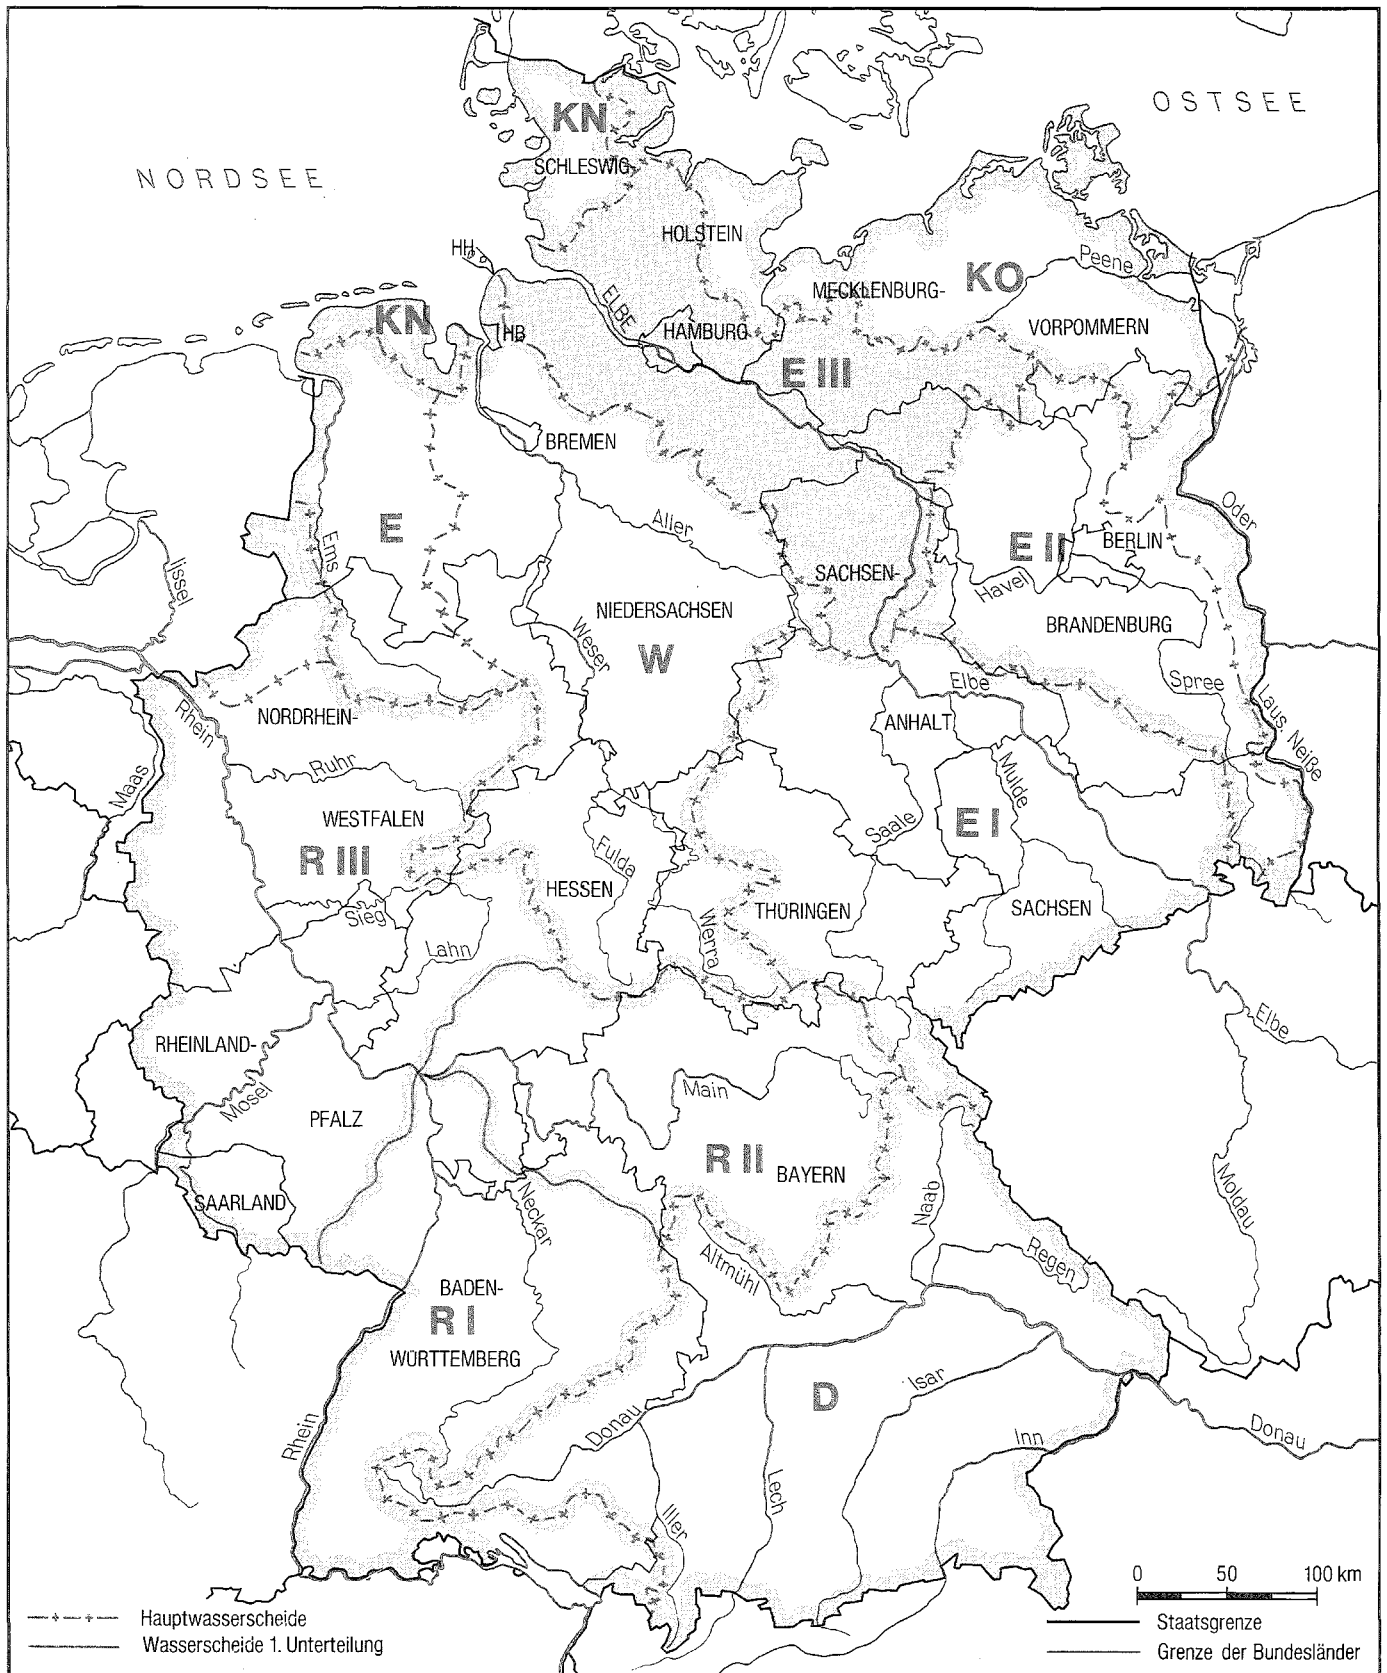 OSTSEE
KN
NORDSEE
SCHLESWIG-
HOLSTEIN
HH
Peene
KO
MECKLENBURG-
ELBE
KN
HAMBURG
VORPOMMERN
HB
E III
BREMEN
Oder
Aller
E
Ems
E II
BERLIN
Ijssel
SACHSEN-
Havel
NIEDERSACHSEN
BRANDENBURG
Weser
W
Spree
Elbe
Rhein
NORDRHEIN-
ANHALT
Laus. Neiße
Ruhr
Maas
Mulde
WESTFALEN
Saale
E I
R III
Fulda
HESSEN
Sieg
THÜRINGEN
SACHSEN
Werra
Lahn
Elbe
RHEINLAND-
Mosel
Main
PFALZ
R II
BAYERN
SAARLAND
Neckar
Naab
Moldau
Altmühl
Regen
BADEN-
R I
WÜRTTEMBERG
Isar
D
Donau
Rhein
Inn
Donau
Lech
Iller
0 50 100 km
Hauptwasserscheide
Wasserscheide 1. Unterteilung
Staatsgrenze
Grenze der Bundesländer